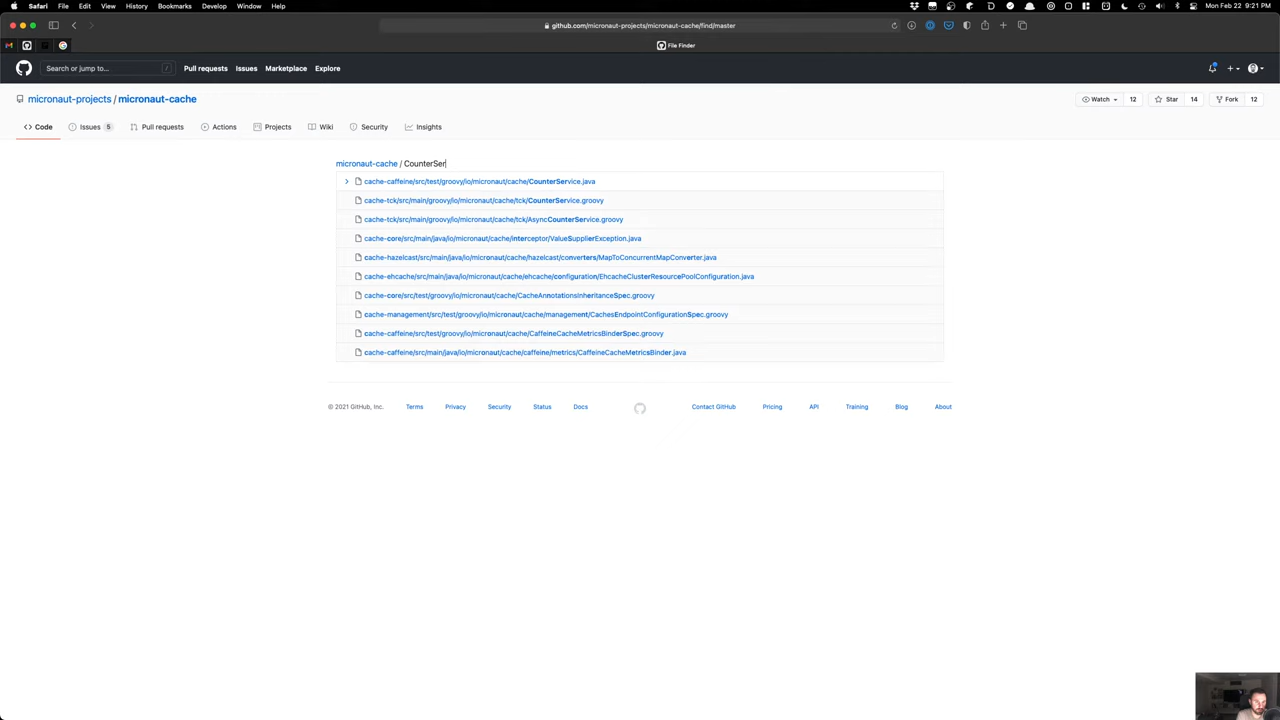 Safari File Edit View History Bookmarks Develop Window Help Mon Feb 22 9:21 PM
github.com/micronaut-projects/micronaut-cache/find/master
File Finder
Search or jump to... / Pull requests Issues Marketplace Explore
micronaut-projects / micronaut-cache Watch 12 Star 14 Fork 12
Code Issues 5 Pull requests Actions Projects Wiki Security Insights
micronaut-cache / CounterSer
cache-caffeine/src/test/groovy/io/micronaut/cache/CounterService.java
cache-tck/src/main/groovy/io/micronaut/cache/tck/CounterService.groovy
cache-tck/src/main/groovy/io/micronaut/cache/tck/AsyncCounterService.groovy
cache-core/src/main/java/io/micronaut/cache/interceptor/ValueSupplierException.java
cache-hazelcast/src/main/java/io/micronaut/cache/hazelcast/converters/MapToConcurrentMapConverter.java
cache-ehcache/src/main/java/io/micronaut/cache/ehcache/configuration/EhcacheClusterResourcePoolConfiguration.java
cache-core/src/test/groovy/io/micronaut/cache/CacheAnnotationsInheritanceSpec.groovy
cache-management/src/test/groovy/io/micronaut/cache/management/CachesEndpointConfigurationSpec.groovy
cache-caffeine/src/test/groovy/io/micronaut/cache/CaffeineCacheMetricsBinderSpec.groovy
cache-caffeine/src/main/java/io/micronaut/cache/caffeine/metrics/CaffeineCacheMetricsBinder.java
© 2021 GitHub, Inc. Terms Privacy Security Status Docs Contact GitHub Pricing API Training Blog About